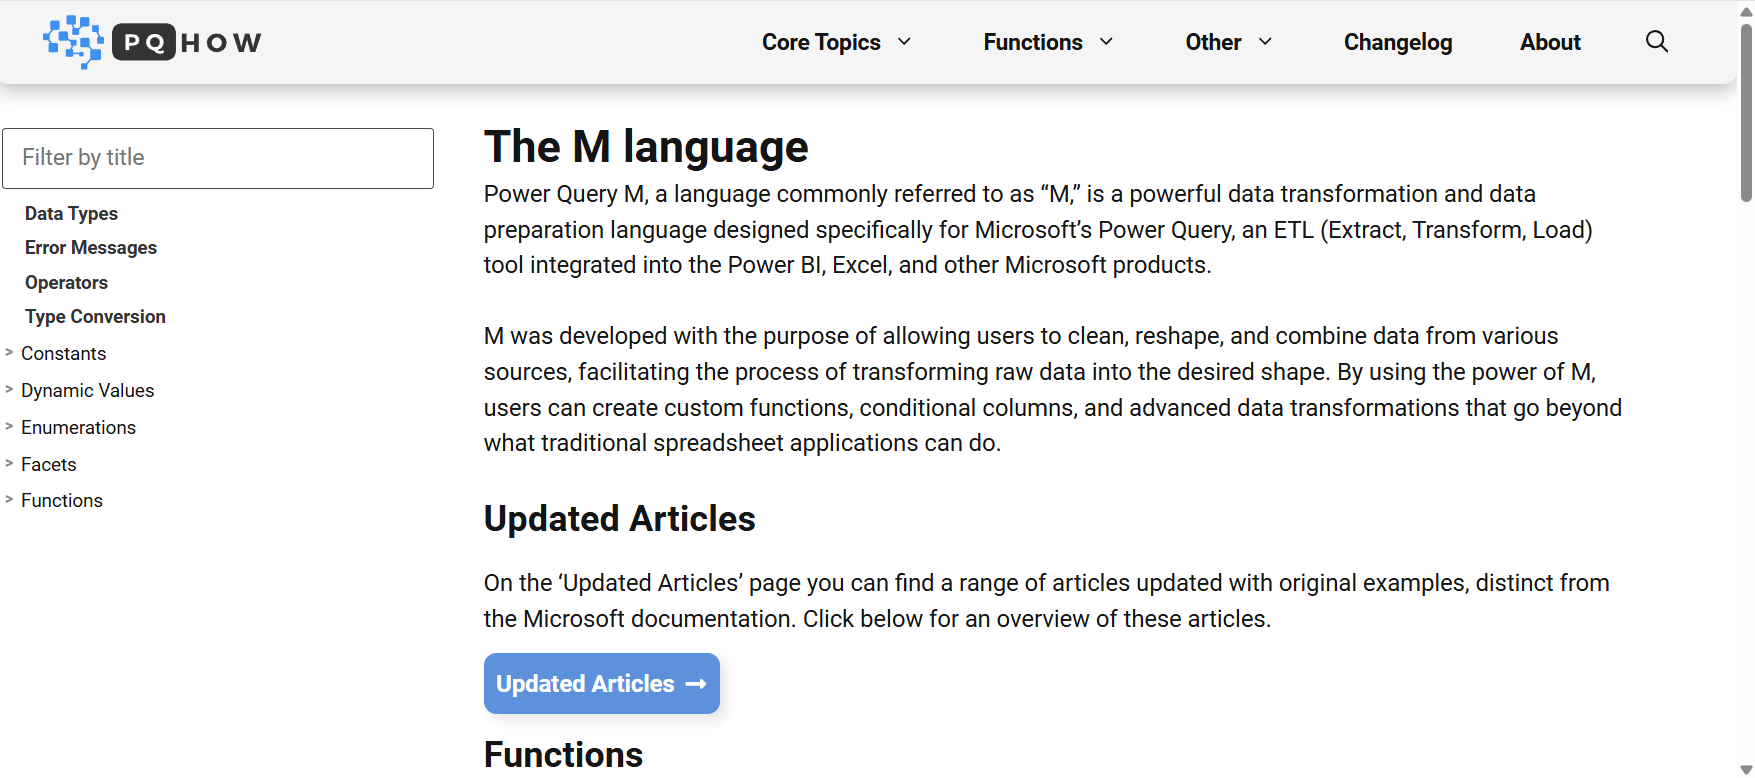 PQ HOW
Core Topics
Functions
Other
Changelog
About
Filter by title
Data Types
Error Messages
Operators
Type Conversion
> Constants
> Dynamic Values
> Enumerations
> Facets
> Functions
The M language
Power Query M, a language commonly referred to as “M,” is a powerful data transformation and data
preparation language designed specifically for Microsoft’s Power Query, an ETL (Extract, Transform, Load)
tool integrated into the Power BI, Excel, and other Microsoft products.
M was developed with the purpose of allowing users to clean, reshape, and combine data from various
sources, facilitating the process of transforming raw data into the desired shape. By using the power of M,
users can create custom functions, conditional columns, and advanced data transformations that go beyond
what traditional spreadsheet applications can do.
Updated Articles
On the ‘Updated Articles’ page you can find a range of articles updated with original examples, distinct from
the Microsoft documentation. Click below for an overview of these articles.
Updated Articles →
Functions